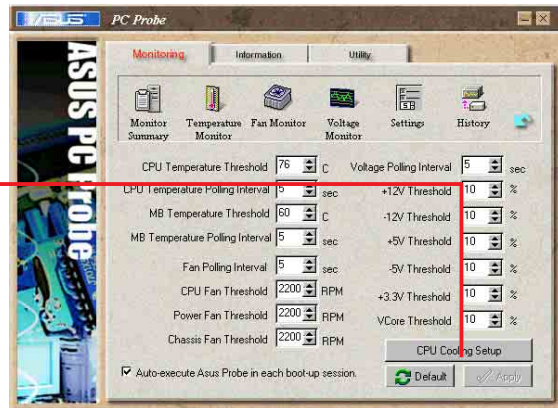 ASUS PC Probe
Monitoring Information Utility
Monitor Summary
Temperature Monitor
Fan Monitor
Voltage Monitor
Settings
History
ASUS PC Probe
CPU Temperature Threshold 76 C
Voltage Polling Interval 5 sec
CPU Temperature Polling Interval 5 sec
+12V Threshold 10 %
MB Temperature Threshold 60 C
-12V Threshold 10 %
MB Temperature Polling Interval 5 sec
+5V Threshold 10 %
Fan Polling Interval 5 sec
-5V Threshold 10 %
CPU Fan Threshold 2200 RPM
+3.3V Threshold 10 %
Power Fan Threshold 2200 RPM
VCore Threshold 10 %
Chassis Fan Threshold 2200 RPM
CPU Cooling Setup
Auto-execute Asus Probe in each boot-up session.
Default
Apply